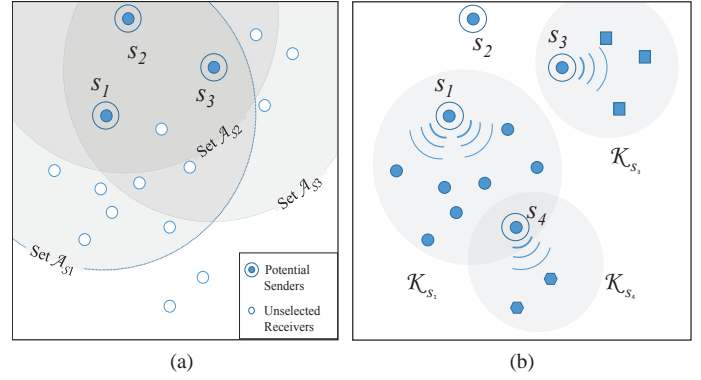 s₂
s₃
s₁
Set 𝒜S2
Set 𝒜S3
Set 𝒜S1
Potential
Senders
Unselected
Receivers
(a)
s₂
s₃
s₁
𝒦s₃
s₄
𝒦s₁
𝒦s₄
(b)